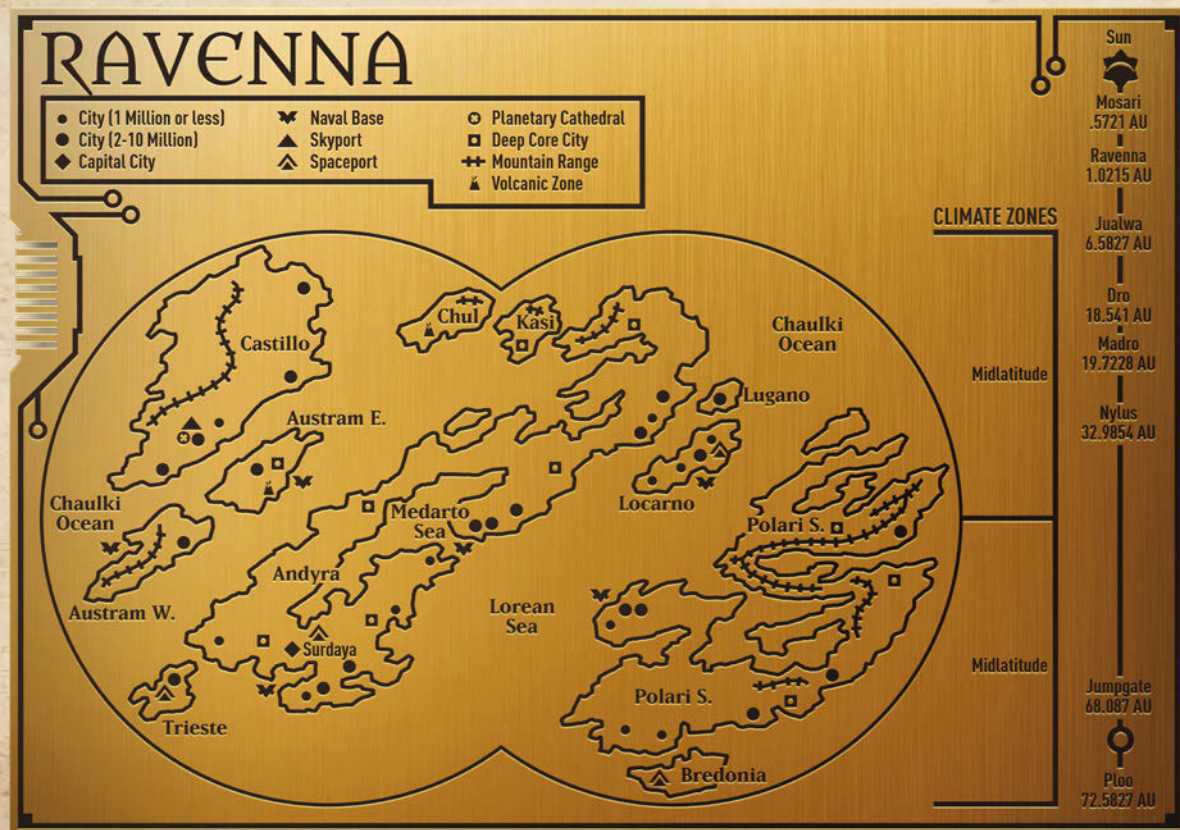 RAVENNA
City (1 Million or less)
City (2-10 Million)
Capital City
Naval Base
Skyport
Spaceport
Planetary Cathedral
Deep Core City
Mountain Range
Volcanic Zone
Sun
Mosari
.5721 AU
Ravenna
1.0215 AU
Jualwa
6.5827 AU
Dro
18.541 AU
Madro
19.7228 AU
Nylus
32.9854 AU
Jumpgate
68.087 AU
Ploo
72.5827 AU
CLIMATE ZONES
Midlatitude
Midlatitude
Castillo
Chul
Kasi
Chaulki
Ocean
Lugano
Austram E.
Chaulki
Ocean
Medarto
Sea
Locarno
Polari S.
Andyra
Austram W.
Lorean
Sea
Surdaya
Polari S.
Trieste
Bredonia